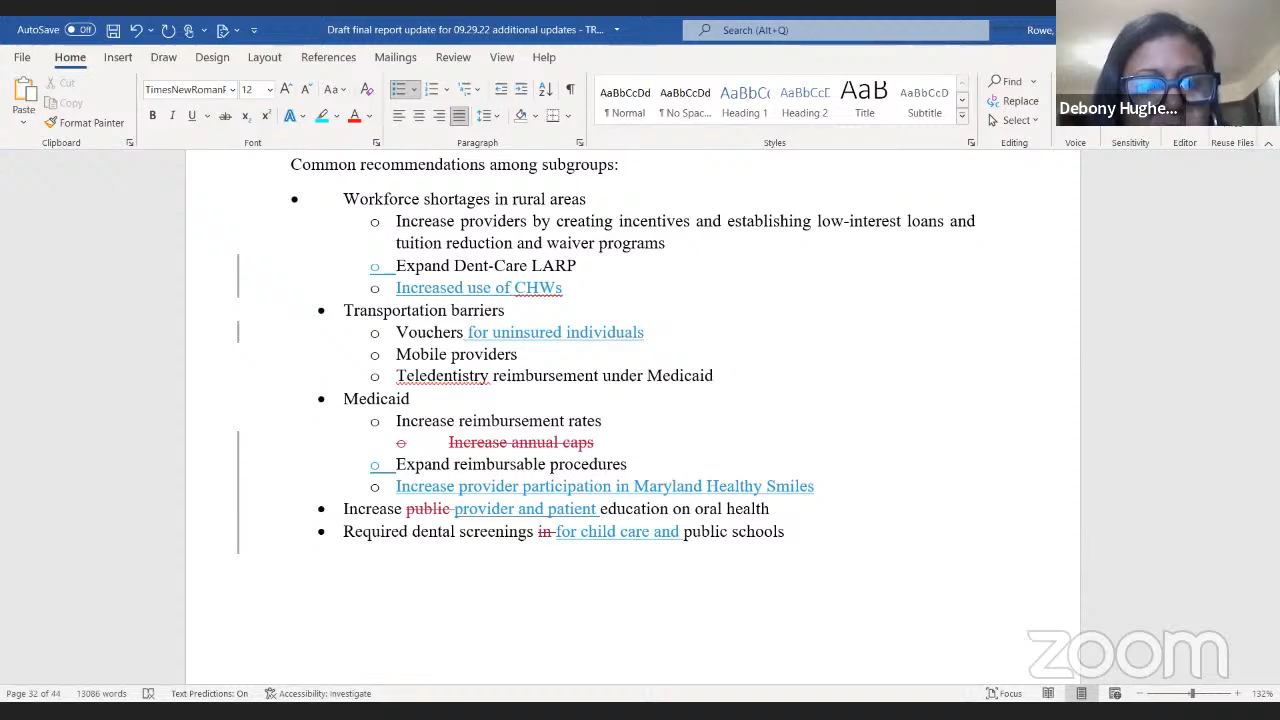 AutoSave Off Draft final report update for 09.29.22 additional updates - TR... Search (Alt+Q) Rowe,
File Home Insert Draw Design Layout References Mailings Review View Help
Debony Hughe...
Paste Cut Copy Format Painter
TimesNewRomanF 12 A^ Aˇ Aa
B I U ab x₂ x² A A
AaBbCcDd AaBbCcDd AaBbC( AaBbCcE AaB AaBbCcD
¶ Normal ¶ No Spac... Heading 1 Heading 2 Title Subtitle
Find Replace Select
Clipboard Font Paragraph Styles Editing Voice Sensitivity Editor Reuse Files
Common recommendations among subgroups:
• Workforce shortages in rural areas
o Increase providers by creating incentives and establishing low-interest loans and
tuition reduction and waiver programs
o Expand Dent-Care LARP
o Increased use of CHWs
• Transportation barriers
o Vouchers for uninsured individuals
o Mobile providers
o Teledentistry reimbursement under Medicaid
• Medicaid
o Increase reimbursement rates
o Increase annual caps
o Expand reimbursable procedures
o Increase provider participation in Maryland Healthy Smiles
• Increase public provider and patient education on oral health
• Required dental screenings in for child care and public schools
zoom
Page 32 of 44 13086 words Text Predictions: On Accessibility: Investigate Focus 132%